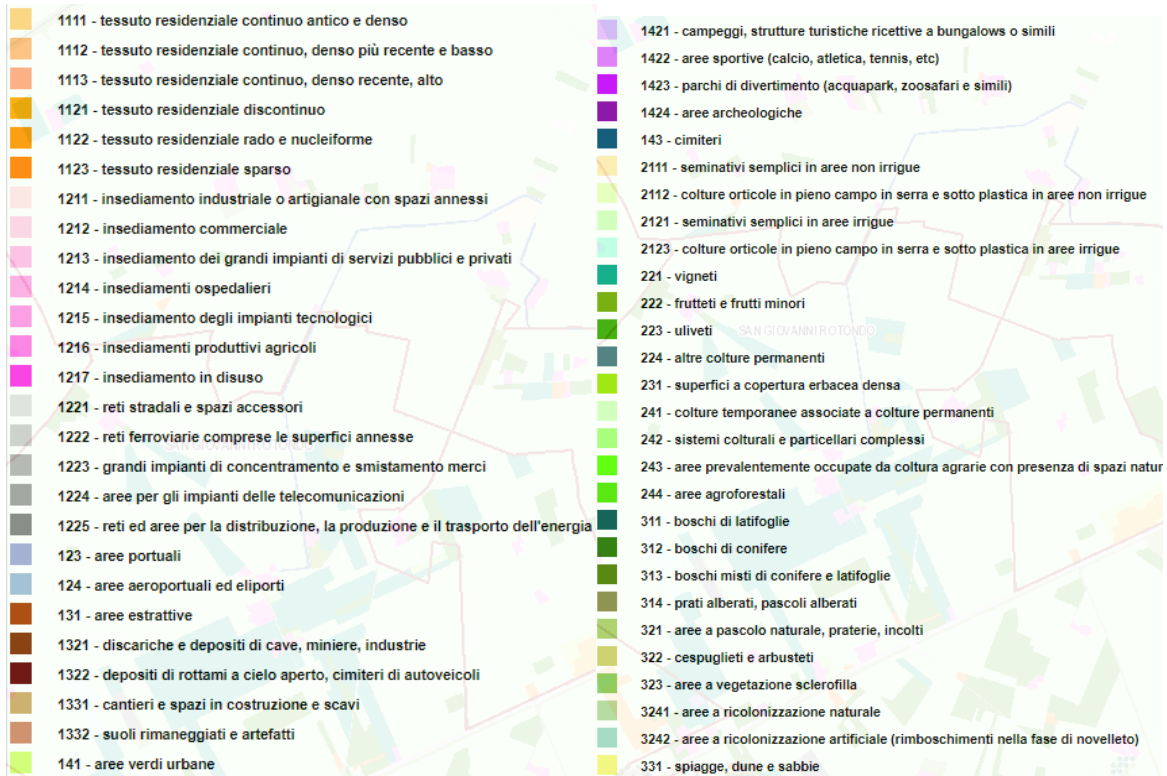 1111 - tessuto residenziale continuo antico e denso
1112 - tessuto residenziale continuo, denso più recente e basso
1113 - tessuto residenziale continuo, denso recente, alto
1121 - tessuto residenziale discontinuo
1122 - tessuto residenziale rado e nucleiforme
1123 - tessuto residenziale sparso
1211 - insediamento industriale o artigianale con spazi annessi
1212 - insediamento commerciale
1213 - insediamento dei grandi impianti di servizi pubblici e privati
1214 - insediamenti ospedalieri
1215 - insediamento degli impianti tecnologici
1216 - insediamenti produttivi agricoli
1217 - insediamento in disuso
1221 - reti stradali e spazi accessori
1222 - reti ferroviarie comprese le superfici annesse
SAN GIOVANNI ROTONDO
1223 - grandi impianti di concentramento e smistamento merci
1224 - aree per gli impianti delle telecomunicazioni
1225 - reti ed aree per la distribuzione, la produzione e il trasporto dell'energia
123 - aree portuali
124 - aree aeroportuali ed eliporti
131 - aree estrattive
1321 - discariche e depositi di cave, miniere, industrie
1322 - depositi di rottami a cielo aperto, cimiteri di autoveicoli
1331 - cantieri e spazi in costruzione e scavi
1332 - suoli rimaneggiati e artefatti
141 - aree verdi urbane
1421 - campeggi, strutture turistiche ricettive a bungalows o simili
1422 - aree sportive (calcio, atletica, tennis, etc)
1423 - parchi di divertimento (acquapark, zoosafari e simili)
1424 - aree archeologiche
143 - cimiteri
2111 - seminativi semplici in aree non irrigue
2112 - colture orticole in pieno campo in serra e sotto plastica in aree non irrigue
2121 - seminativi semplici in aree irrigue
2123 - colture orticole in pieno campo in serra e sotto plastica in aree irrigue
221 - vigneti
222 - frutteti e frutti minori
223 - uliveti
SAN GIOVANNI ROTONDO
224 - altre colture permanenti
231 - superfici a copertura erbacea densa
241 - colture temporanee associate a colture permanenti
242 - sistemi colturali e particellari complessi
243 - aree prevalentemente occupate da coltura agrarie con presenza di spazi natur
244 - aree agroforestali
311 - boschi di latifoglie
312 - boschi di conifere
313 - boschi misti di conifere e latifoglie
314 - prati alberati, pascoli alberati
321 - aree a pascolo naturale, praterie, incolti
322 - cespuglieti e arbusteti
323 - aree a vegetazione sclerofilla
3241 - aree a ricolonizzazione naturale
3242 - aree a ricolonizzazione artificiale (rimboschimenti nella fase di novelleto)
331 - spiagge, dune e sabbie